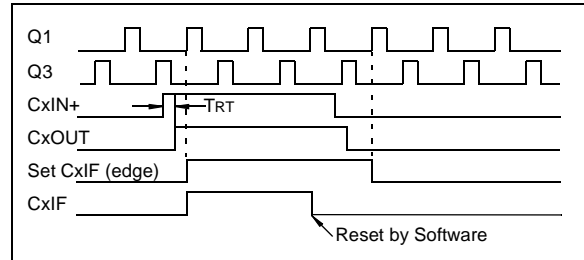 Q1
Q3
CxIN+
TRT
CxOUT
Set CxIF (edge)
CxIF
Reset by Software